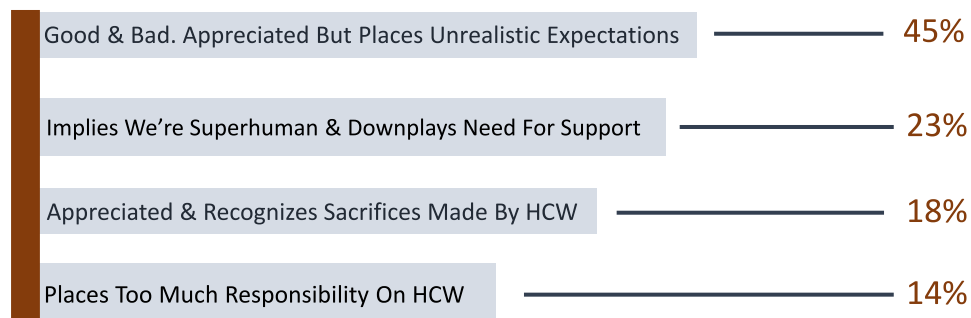 Good & Bad. Appreciated But Places Unrealistic Expectations 45%
Implies We’re Superhuman & Downplays Need For Support 23%
Appreciated & Recognizes Sacrifices Made By HCW 18%
Places Too Much Responsibility On HCW 14%